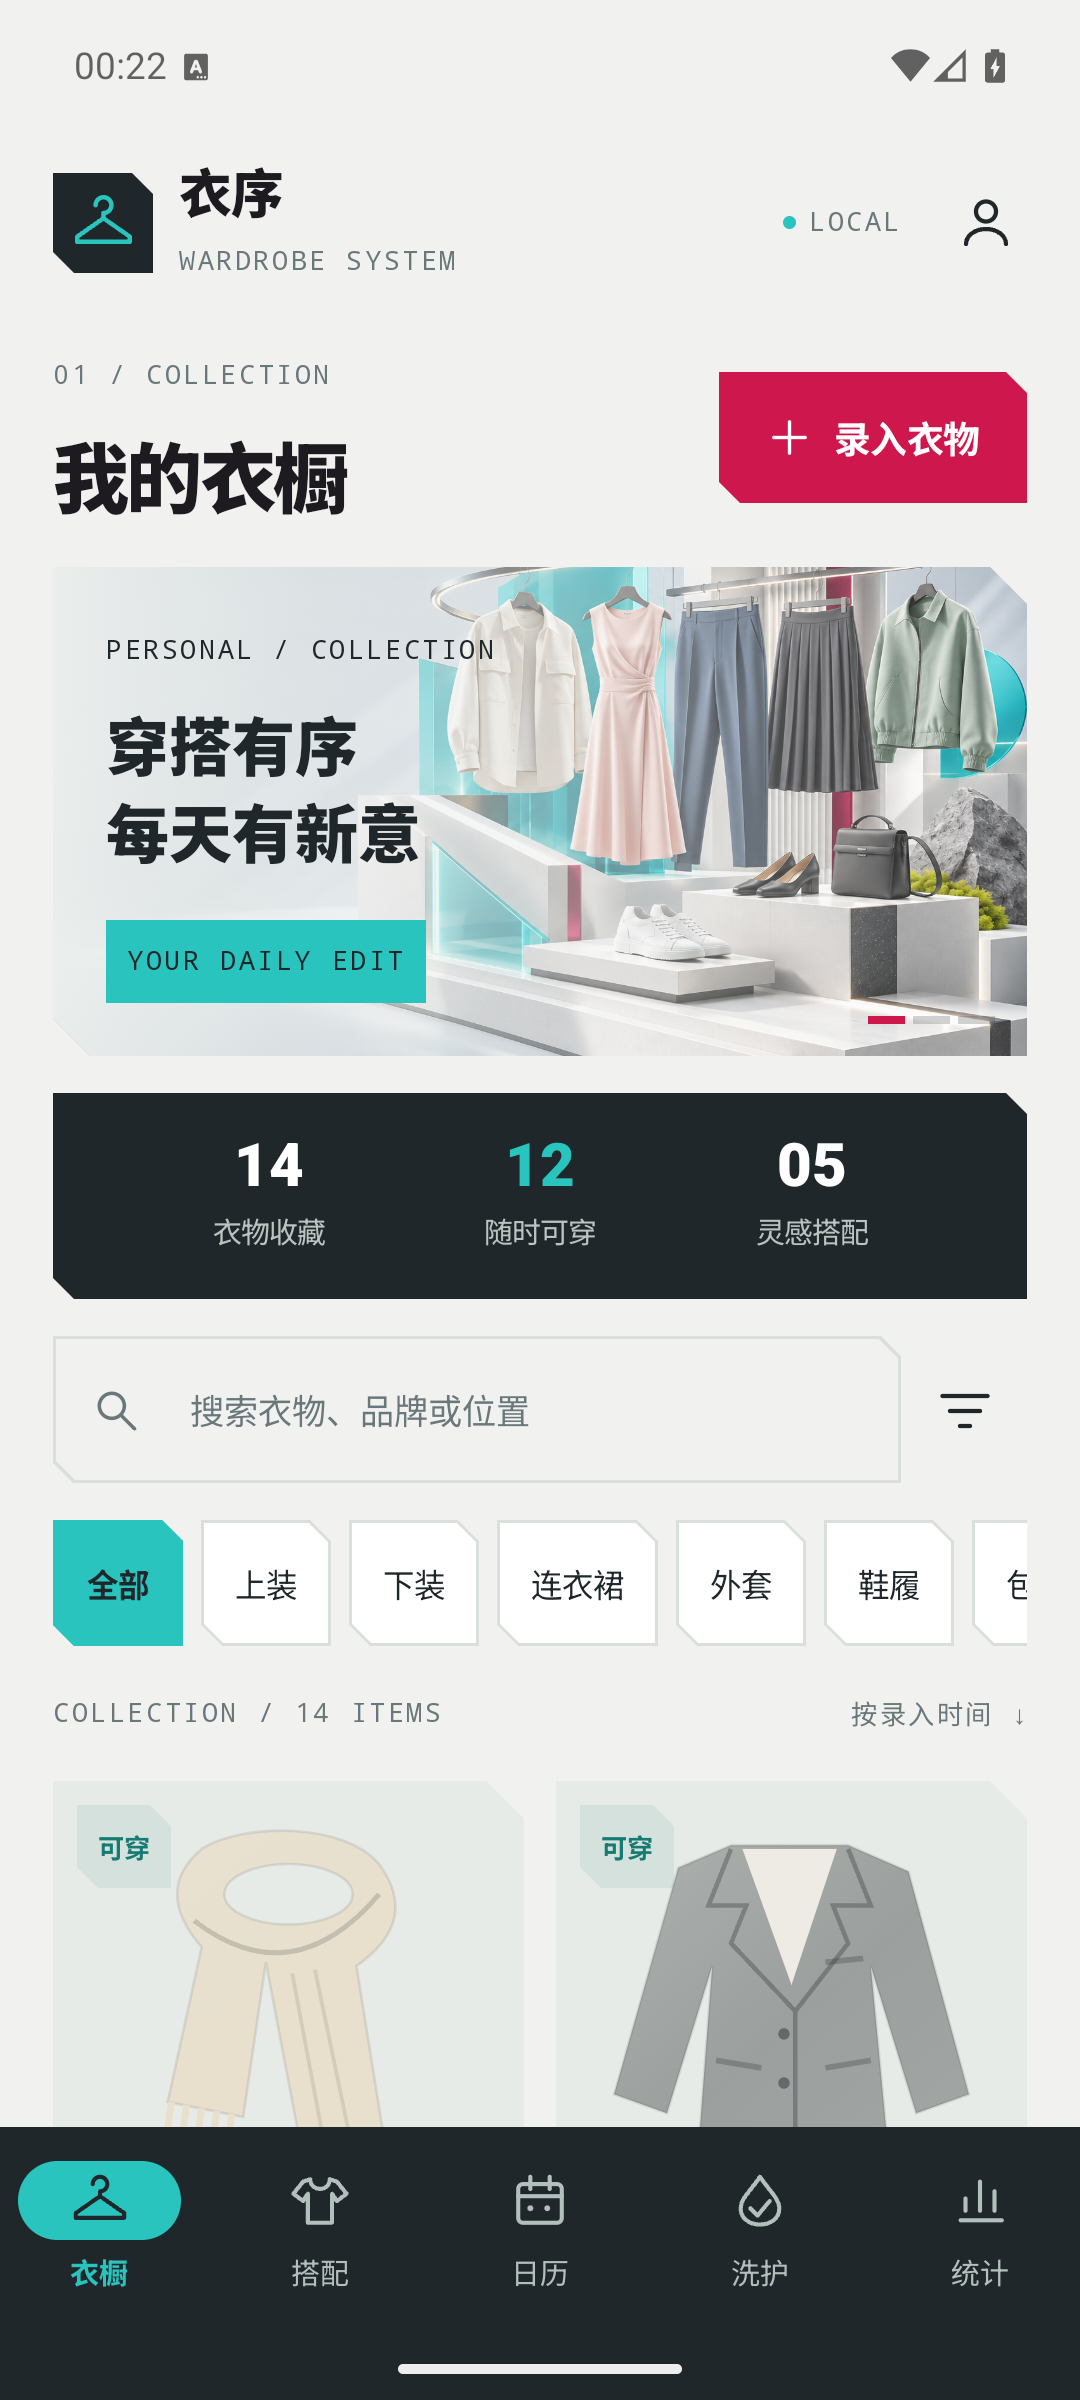 00:22
衣序
WARDROBE SYSTEM
LOCAL
01 / COLLECTION
我的衣橱
录入衣物
PERSONAL / COLLECTION
穿搭有序
每天有新意
YOUR DAILY EDIT
14
12
05
衣物收藏
随时可穿
灵感搭配
搜索衣物、品牌或位置
全部
上装
下装
连衣裙
外套
鞋履
包
COLLECTION / 14 ITEMS
按录入时间 ↓
可穿
可穿
衣橱
搭配
日历
洗护
统计